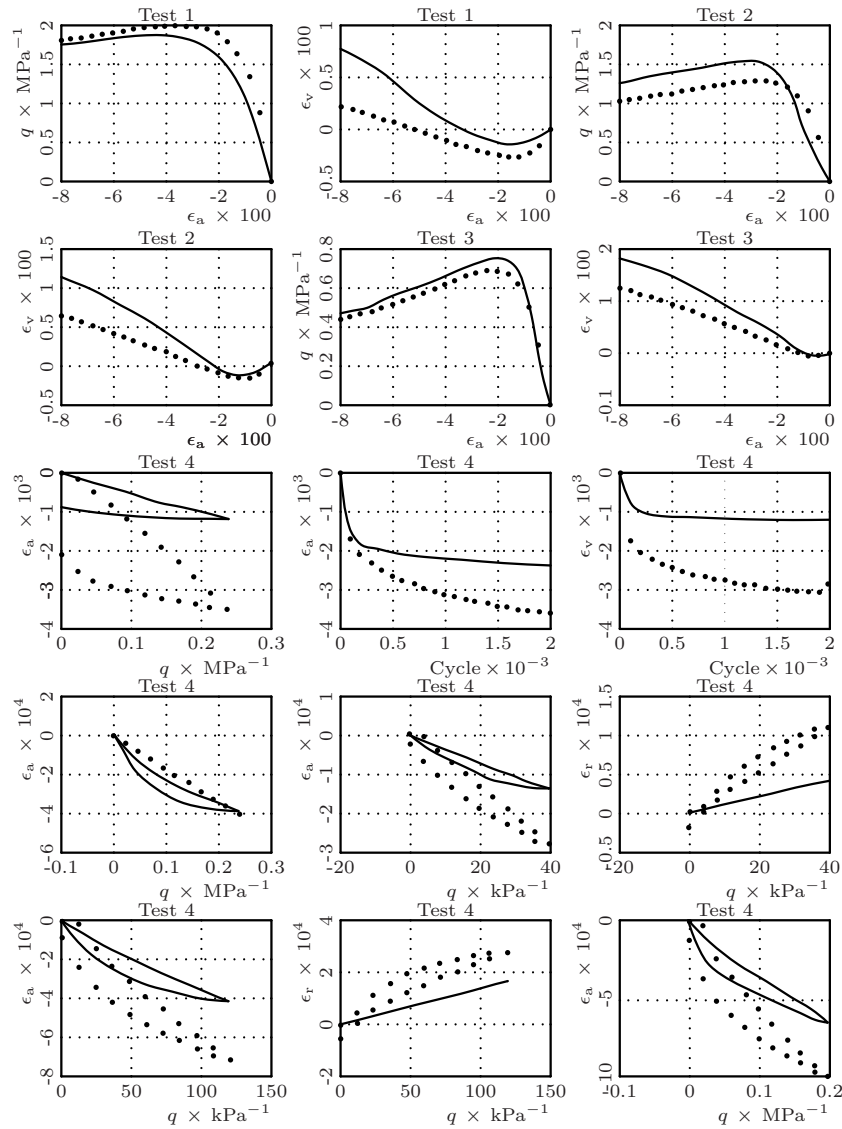 Test 1
q × MPa⁻¹
2
1.5
1
0.5
0
-8 -6 -4 -2 0
ϵa × 100
Test 1
ϵv × 100
1
0.5
0
-0.5
-8 -6 -4 -2 0
ϵa × 100
Test 2
q × MPa⁻¹
2
1.5
1
0.5
0
-8 -6 -4 -2 0
ϵa × 100
Test 2
ϵv × 100
1.5
1
0.5
0
-0.5
-8 -6 -4 -2 0
ϵa × 100
Test 3
q × MPa⁻¹
0.8
0.6
0.4
0.2
0
-8 -6 -4 -2 0
ϵa × 100
Test 3
ϵv × 100
2
1
0
-0.1
-8 -6 -4 -2 0
ϵa × 100
Test 4
ϵa × 10³
0
-1
-2
-3
-4
0 0.1 0.2 0.3
q × MPa⁻¹
Test 4
ϵa × 10³
0
-1
-2
-3
-4
0 0.5 1 1.5 2
Cycle × 10⁻³
Test 4
ϵv × 10³
0
-1
-2
-3
-4
0 0.5 1 1.5 2
Cycle × 10⁻³
Test 4
ϵa × 10⁴
2
0
-2
-4
-6
-0.1 0 0.1 0.2 0.3
q × MPa⁻¹
Test 4
ϵa × 10⁴
1
0
-1
-2
-3
-20 0 20 40
q × kPa⁻¹
Test 4
ϵr × 10⁴
1.5
1
0.5
0
0.5
-20 0 20 40
q × kPa⁻¹
Test 4
ϵa × 10⁴
0
-2
-4
-6
-8
0 50 100 150
q × kPa⁻¹
Test 4
ϵr × 10⁴
4
2
0
-2
0 50 100 150
q × kPa⁻¹
Test 4
ϵa × 10⁴
0
-5
-10
-0.1 0 0.1 0.2
q × MPa⁻¹